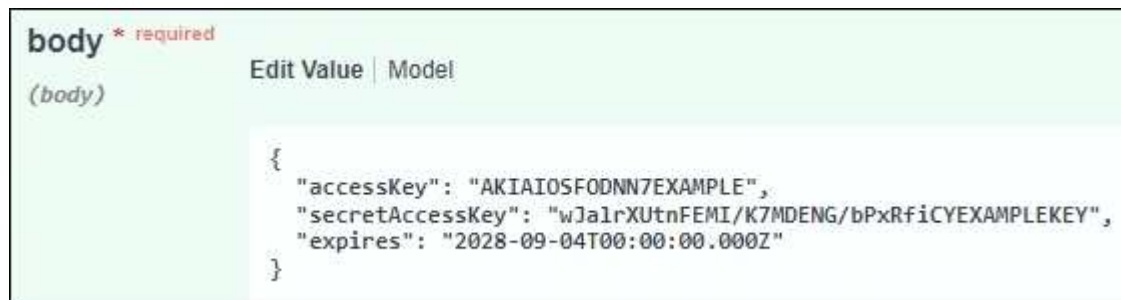 body * required
Edit Value | Model
(body)
{
"accessKey": "AKIAIOSFODNN7EXAMPLE",
"secretAccessKey": "wJalrXUtnFEMI/K7MDENG/bPxRfiCYEXAMPLEKEY",
"expires": "2028-09-04T00:00:00.000Z"
}